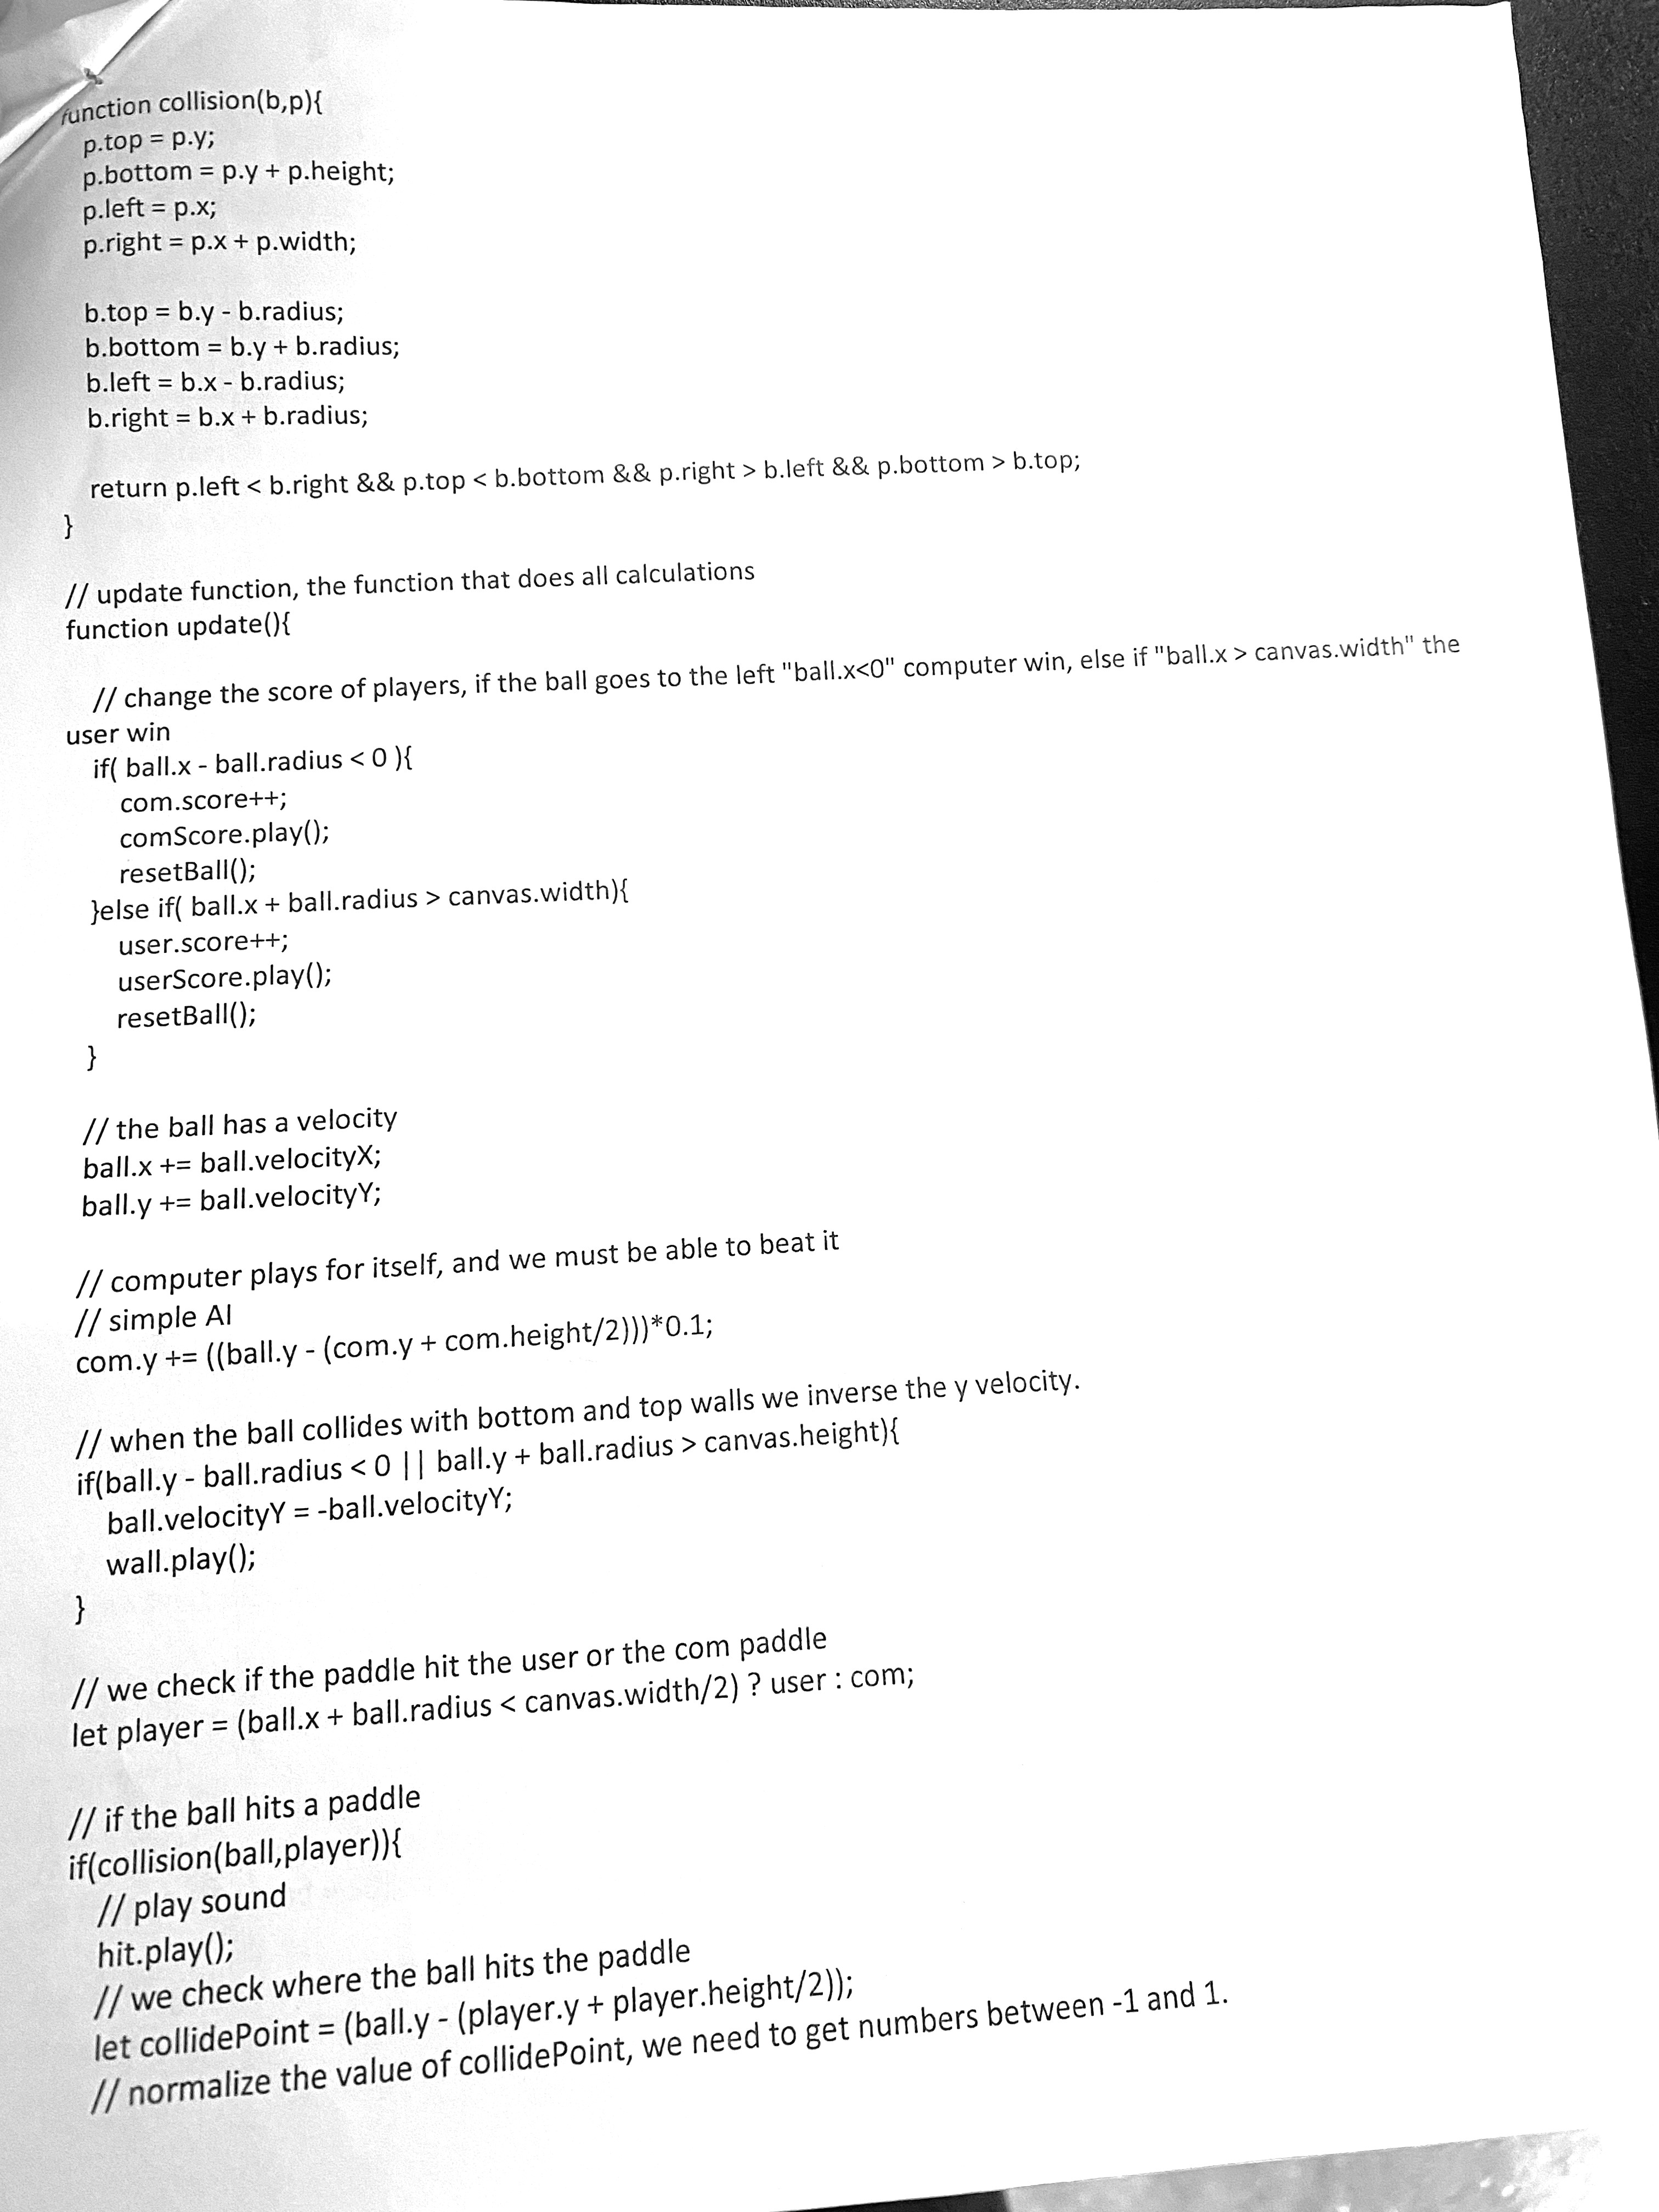 function collision(b,p){
p.top = p.y;
p.bottom = p.y + p.height;
p.left = p.x;
p.right = p.x + p.width;
b.top = b.y - b.radius;
b.bottom = b.y + b.radius;
b.left = b.x - b.radius;
b.right = b.x + b.radius;
return p.left < b.right && p.top < b.bottom && p.right > b.left && p.bottom > b.top;
}
// update function, the function that does all calculations
function update(){
// change the score of players, if the ball goes to the left "ball.x<0" computer win, else if "ball.x > canvas.width" the
user win
if( ball.x - ball.radius < 0 ){
com.score++;
comScore.play();
resetBall();
}else if( ball.x + ball.radius > canvas.width){
user.score++;
userScore.play();
resetBall();
}
// the ball has a velocity
ball.x += ball.velocityX;
ball.y += ball.velocityY;
// computer plays for itself, and we must be able to beat it
// simple AI
com.y += ((ball.y - (com.y + com.height/2)))*0.1;
// when the ball collides with bottom and top walls we inverse the y velocity.
if(ball.y - ball.radius < 0 || ball.y + ball.radius > canvas.height){
ball.velocityY = -ball.velocityY;
wall.play();
}
// we check if the paddle hit the user or the com paddle
let player = (ball.x + ball.radius < canvas.width/2) ? user : com;
// if the ball hits a paddle
if(collision(ball,player)){
// play sound
hit.play();
// we check where the ball hits the paddle
let collidePoint = (ball.y - (player.y + player.height/2));
// normalize the value of collidePoint, we need to get numbers between -1 and 1.